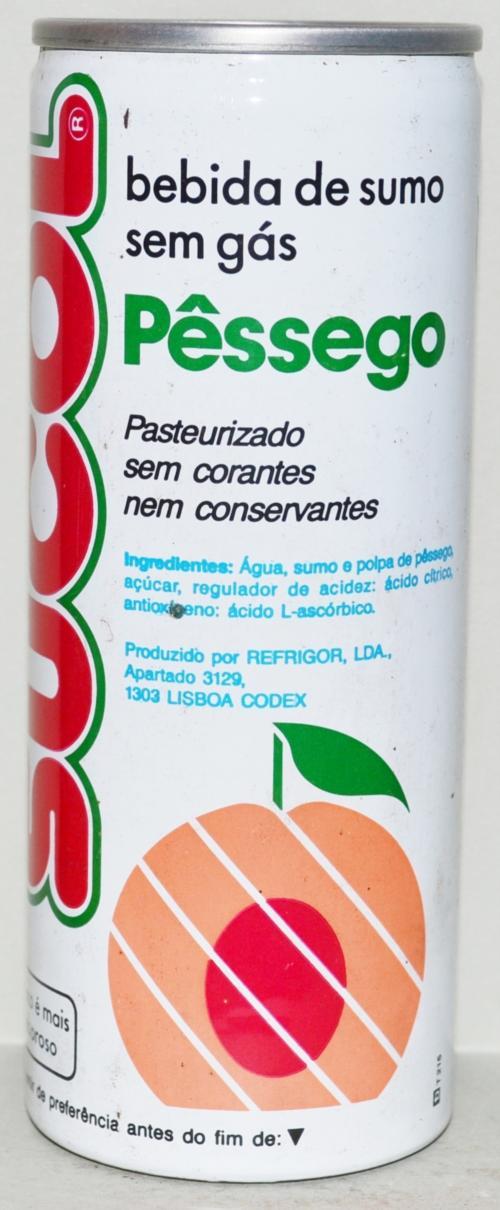 SUCOL®
bebida de sumo
sem gás
Pêssego
Pasteurizado
sem corantes
nem conservantes
Ingredientes: Água, sumo e polpa de pêssego,
açúcar, regulador de acidez: ácido cítrico,
antioxigeno: ácido L-ascórbico.
Produzido por REFRIGOR, LDA.,
Apartado 3129,
1303 LISBOA CODEX
é mais
de preferência antes do fim de:
T 216